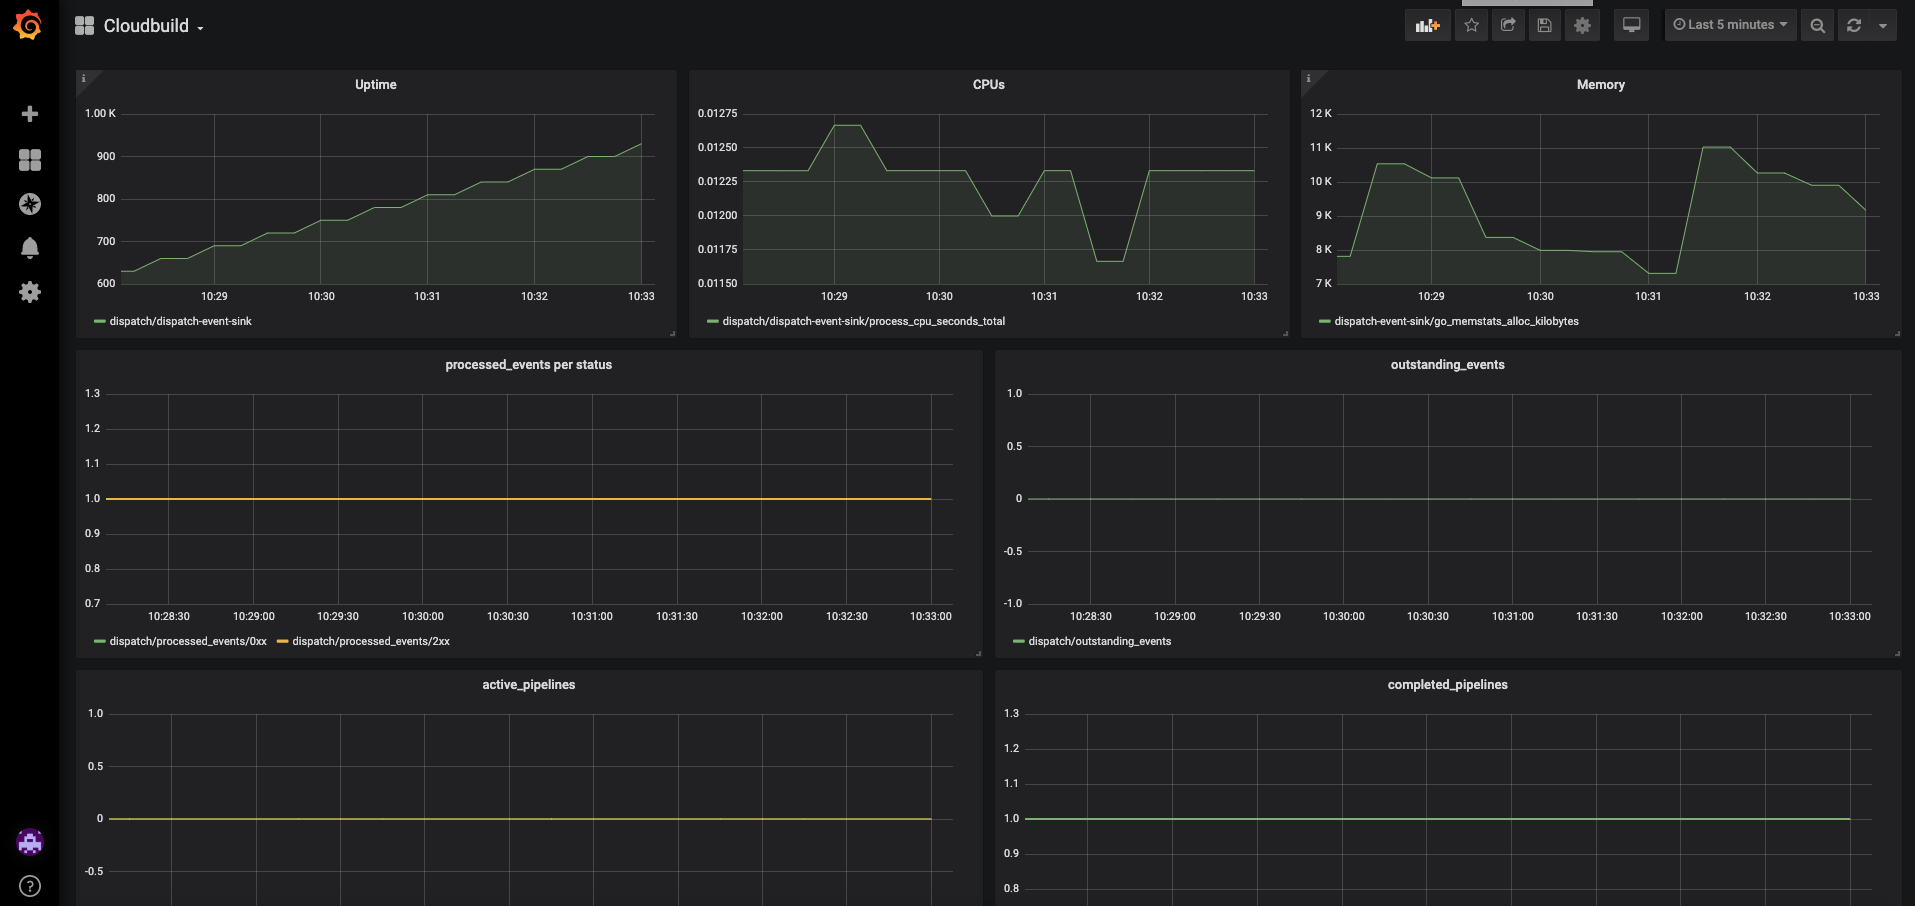 Cloudbuild
Last 5 minutes
Uptime
1.00 K
900
800
700
600
10:29 10:30 10:31 10:32 10:33
dispatch/dispatch-event-sink
CPUs
0.01275
0.01250
0.01225
0.01200
0.01175
0.01150
10:29 10:30 10:31 10:32 10:33
dispatch/dispatch-event-sink/process_cpu_seconds_total
Memory
12 K
11 K
10 K
9 K
8 K
7 K
10:29 10:30 10:31 10:32 10:33
dispatch-event-sink/go_memstats_alloc_kilobytes
processed_events per status
1.3
1.2
1.1
1.0
0.9
0.8
0.7
10:28:30 10:29:00 10:29:30 10:30:00 10:30:30 10:31:00 10:31:30 10:32:00 10:32:30 10:33:00
dispatch/processed_events/0xx dispatch/processed_events/2xx
outstanding_events
1.0
0.5
0
-0.5
-1.0
10:28:30 10:29:00 10:29:30 10:30:00 10:30:30 10:31:00 10:31:30 10:32:00 10:32:30 10:33:00
dispatch/outstanding_events
active_pipelines
1.0
0.5
0
-0.5
completed_pipelines
1.3
1.2
1.1
1.0
0.9
0.8